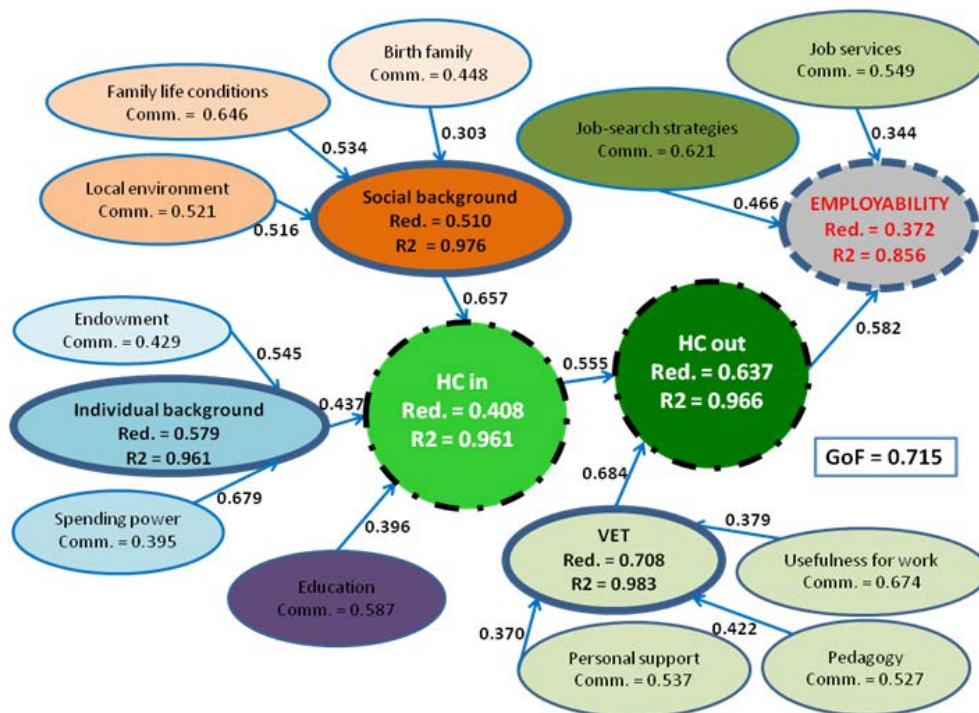 Birth family
Comm. = 0.448
Job services
Comm. = 0.549
Family life conditions
Comm. = 0.646
0.303
0.344
Job-search strategies
Comm. = 0.621
0.534
Local environment
Comm. = 0.521
0.516
Social background
Red. = 0.510
R2 = 0.976
0.466
EMPLOYABILITY
Red. = 0.372
R2 = 0.856
0.657
0.582
Endowment
Comm. = 0.429
0.545
HC in
Red. = 0.408
R2 = 0.961
0.555
HC out
Red. = 0.637
R2 = 0.966
Individual background
Red. = 0.579
R2 = 0.961
0.437
GoF = 0.715
0.679
0.684
Spending power
Comm. = 0.395
0.396
Education
Comm. = 0.587
VET
Red. = 0.708
R2 = 0.983
0.379
Usefulness for work
Comm. = 0.674
0.370
0.422
Personal support
Comm. = 0.537
Pedagogy
Comm. = 0.527